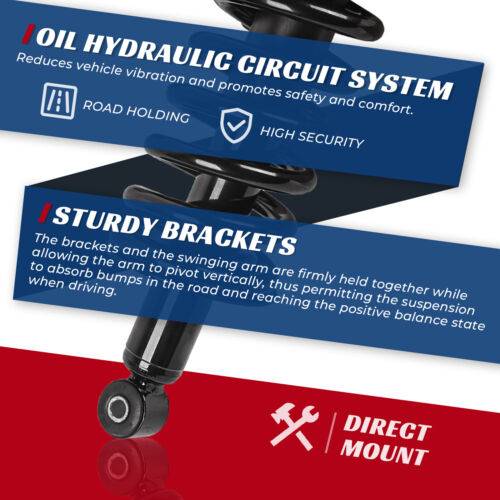 OIL HYDRAULIC CIRCUIT SYSTEM
Reduces vehicle vibration and promotes safety and comfort.
ROAD HOLDING
HIGH SECURITY
STURDY BRACKETS
The brackets and the swinging arm are firmly held together while
allowing the arm to pivot vertically, thus permitting the suspension
to absorb bumps in the road and reaching the positive balance state
when driving.
DIRECT
MOUNT